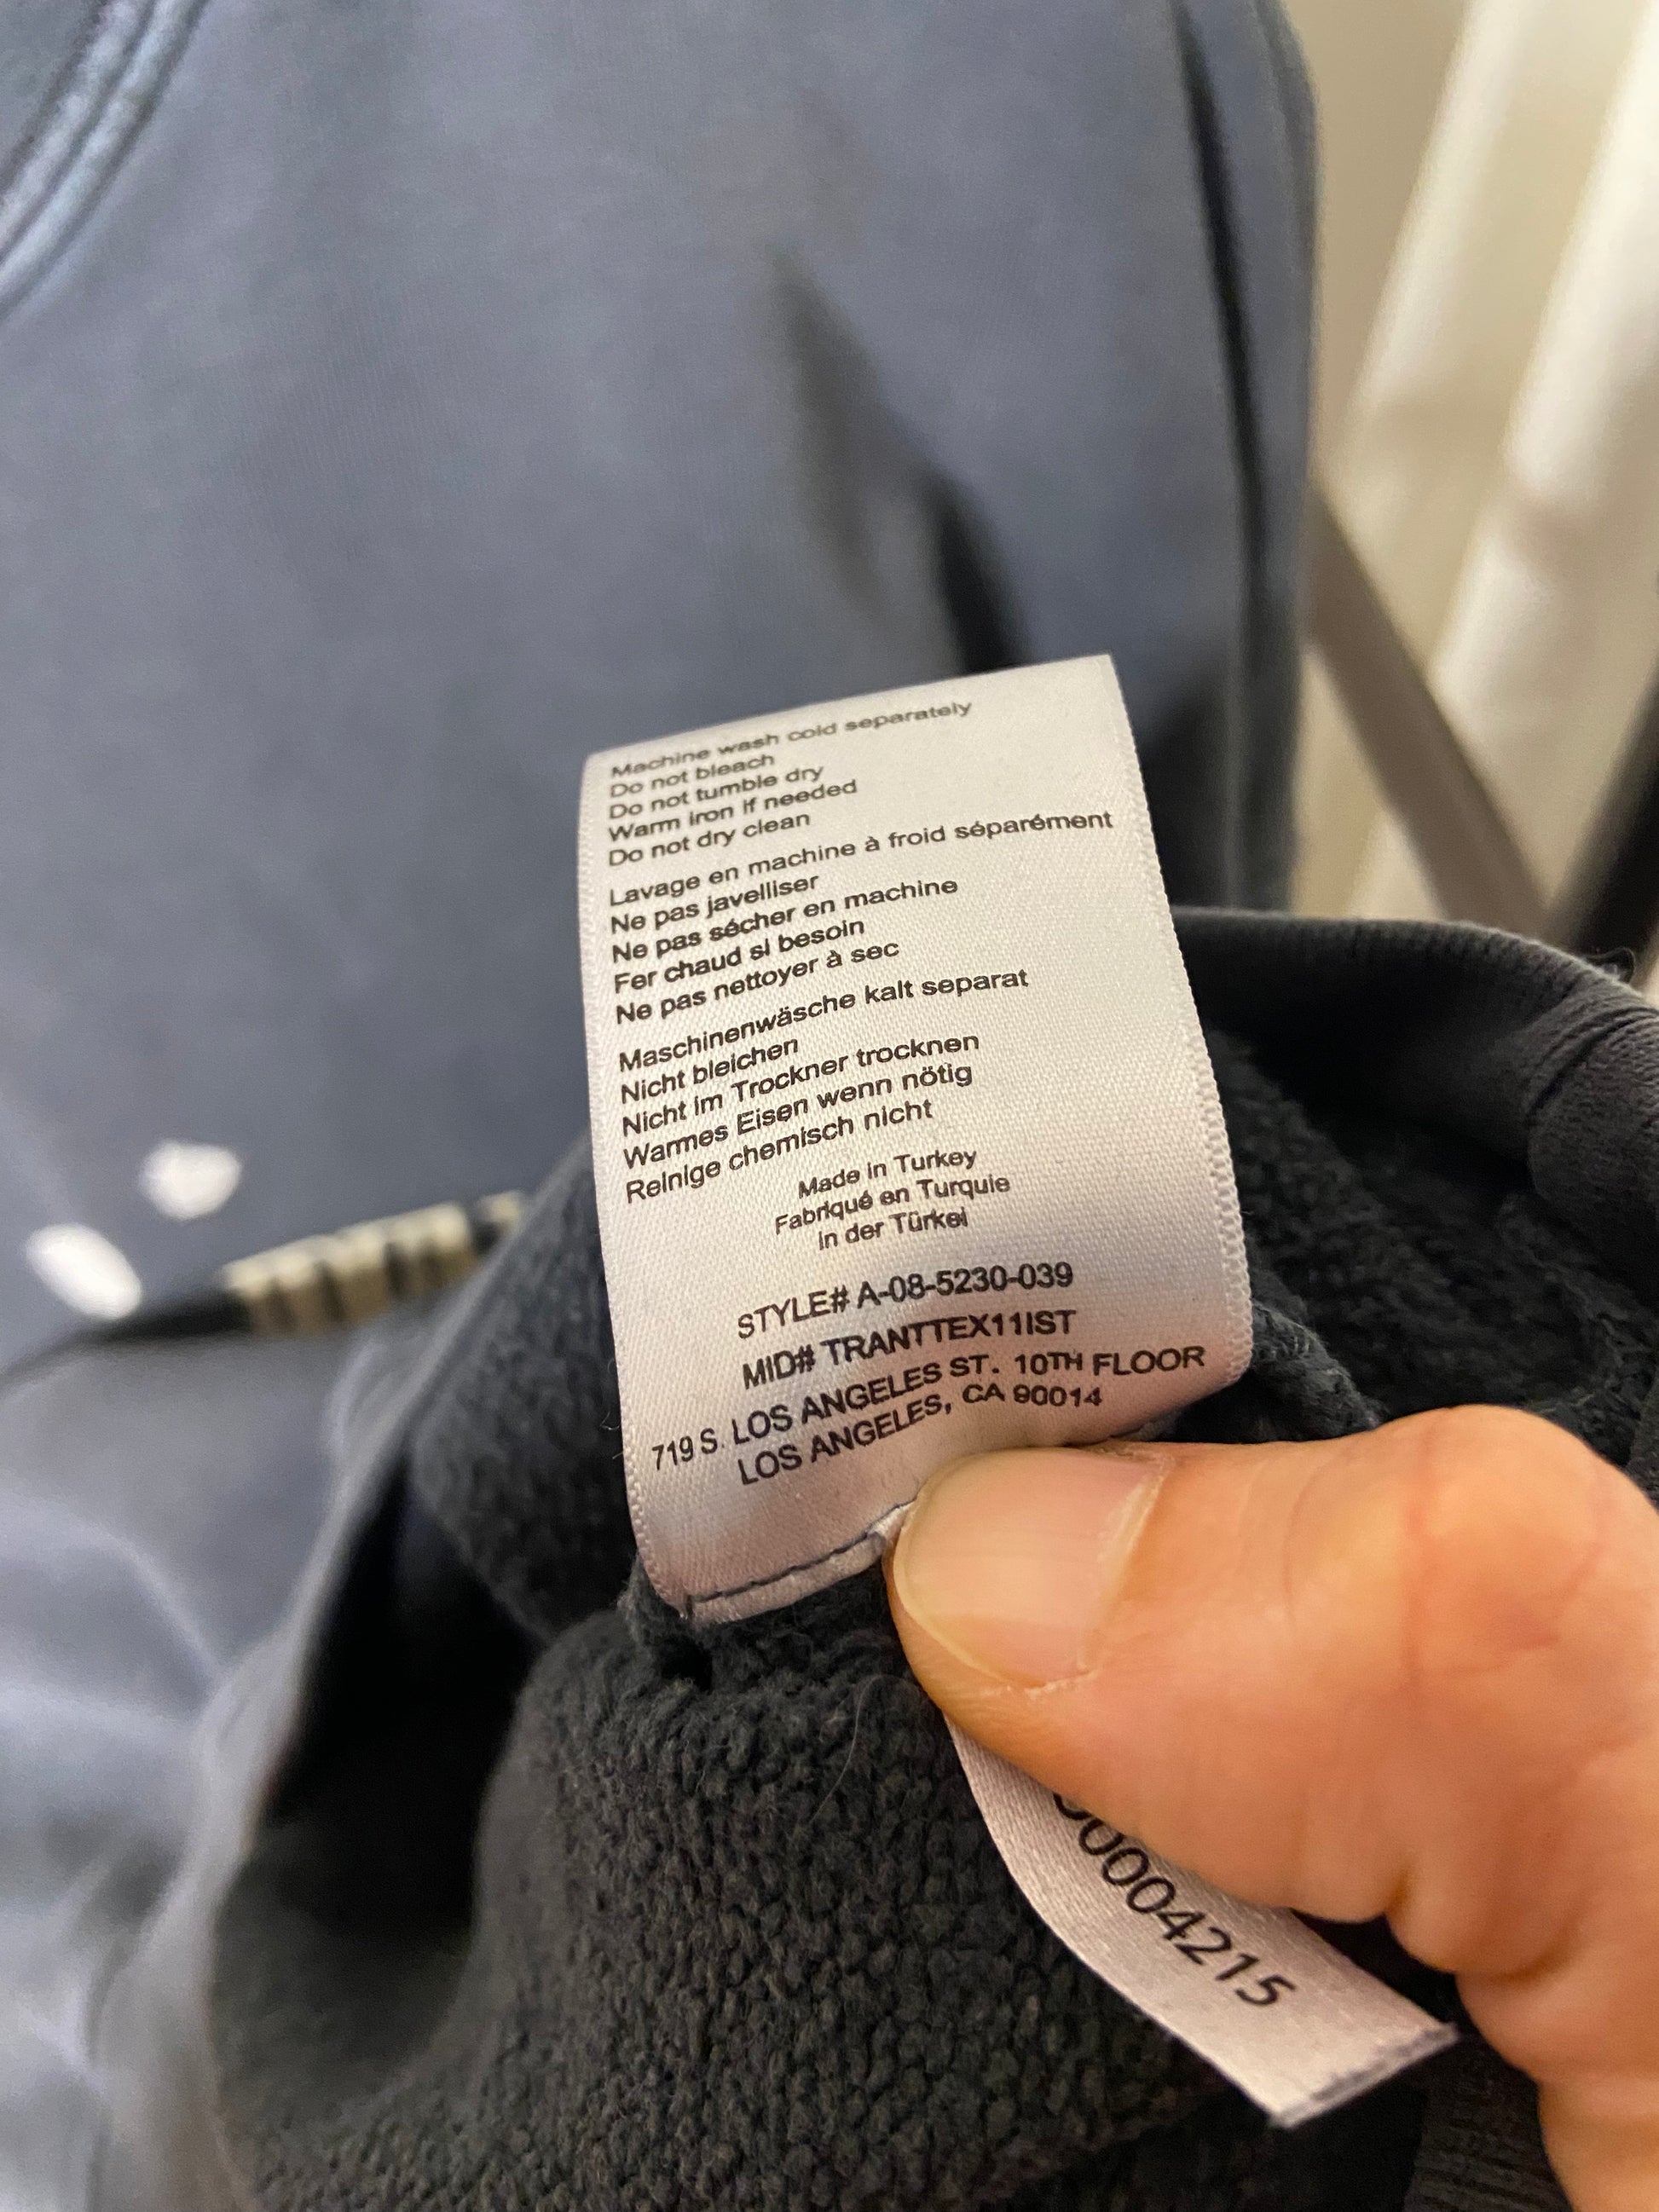 Machine wash cold separately
Do not bleach
Do not tumble dry
Warm iron if needed
Do not dry clean
Lavage en machine à froid séparément
Ne pas javelliser
Ne pas sécher en machine
Fer chaud si besoin
Ne pas nettoyer à sec
Maschinenwäsche kalt separat
Nicht bleichen
Nicht im Trockner trocknen
Warmes Eisen wenn nötig
Reinige chemisch nicht
Made in Turkey
Fabriqué en Turquie
in der Türkei
STYLE# A-08-5230-039
MID# TRANTTEX11IST
719 S. LOS ANGELES ST. 10TH FLOOR
LOS ANGELES, CA 90014
00004215